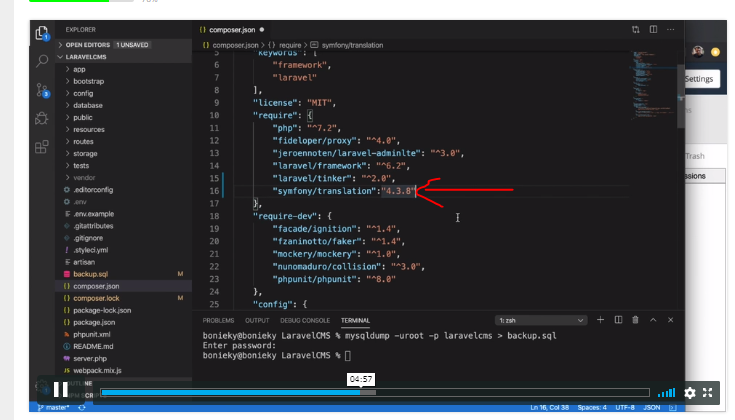 EXPLORER
OPEN EDITORS 1 UNSAVED
LARAVELCMS
app
bootstrap
config
database
public
resources
routes
storage
tests
vendor
.editorconfig
.env
.env.example
.gitattributes
.gitignore
.styleci.yml
artisan
backup.sql M
composer.json
composer.lock M
package-lock.json
package.json
phpunit.xml
README.md
server.php
webpack.mix.js
OUTLINE
NPM SCRIPTS
master*
{} composer.json ●
{} composer.json > {} require > symfony/translation
5 "keywords": [
6 "framework",
7 "laravel"
8 ],
9 "license": "MIT",
10 "require": {
11 "php": "^7.2",
12 "fideloper/proxy": "^4.0",
13 "jeroennoten/laravel-adminlte": "^3.0",
14 "laravel/framework": "^6.2",
15 "laravel/tinker": "^2.0",
16 "symfony/translation":"4.3.8"
17 },
18 "require-dev": {
19 "facade/ignition": "^1.4",
20 "fzaninotto/faker": "^1.4",
21 "mockery/mockery": "^1.0",
22 "nunomaduro/collision": "^3.0",
23 "phpunit/phpunit": "^8.0"
24 },
25 "config": {
PROBLEMS OUTPUT DEBUG CONSOLE TERMINAL 1: zsh
bonieky@bonieky LaravelCMS % mysqldump -uroot -p laravelcms > backup.sql
Enter password:
bonieky@bonieky LaravelCMS %
04:57
Ln 16, Col 38 Spaces: 4 UTF-8 LF JSON
Settings
Trash